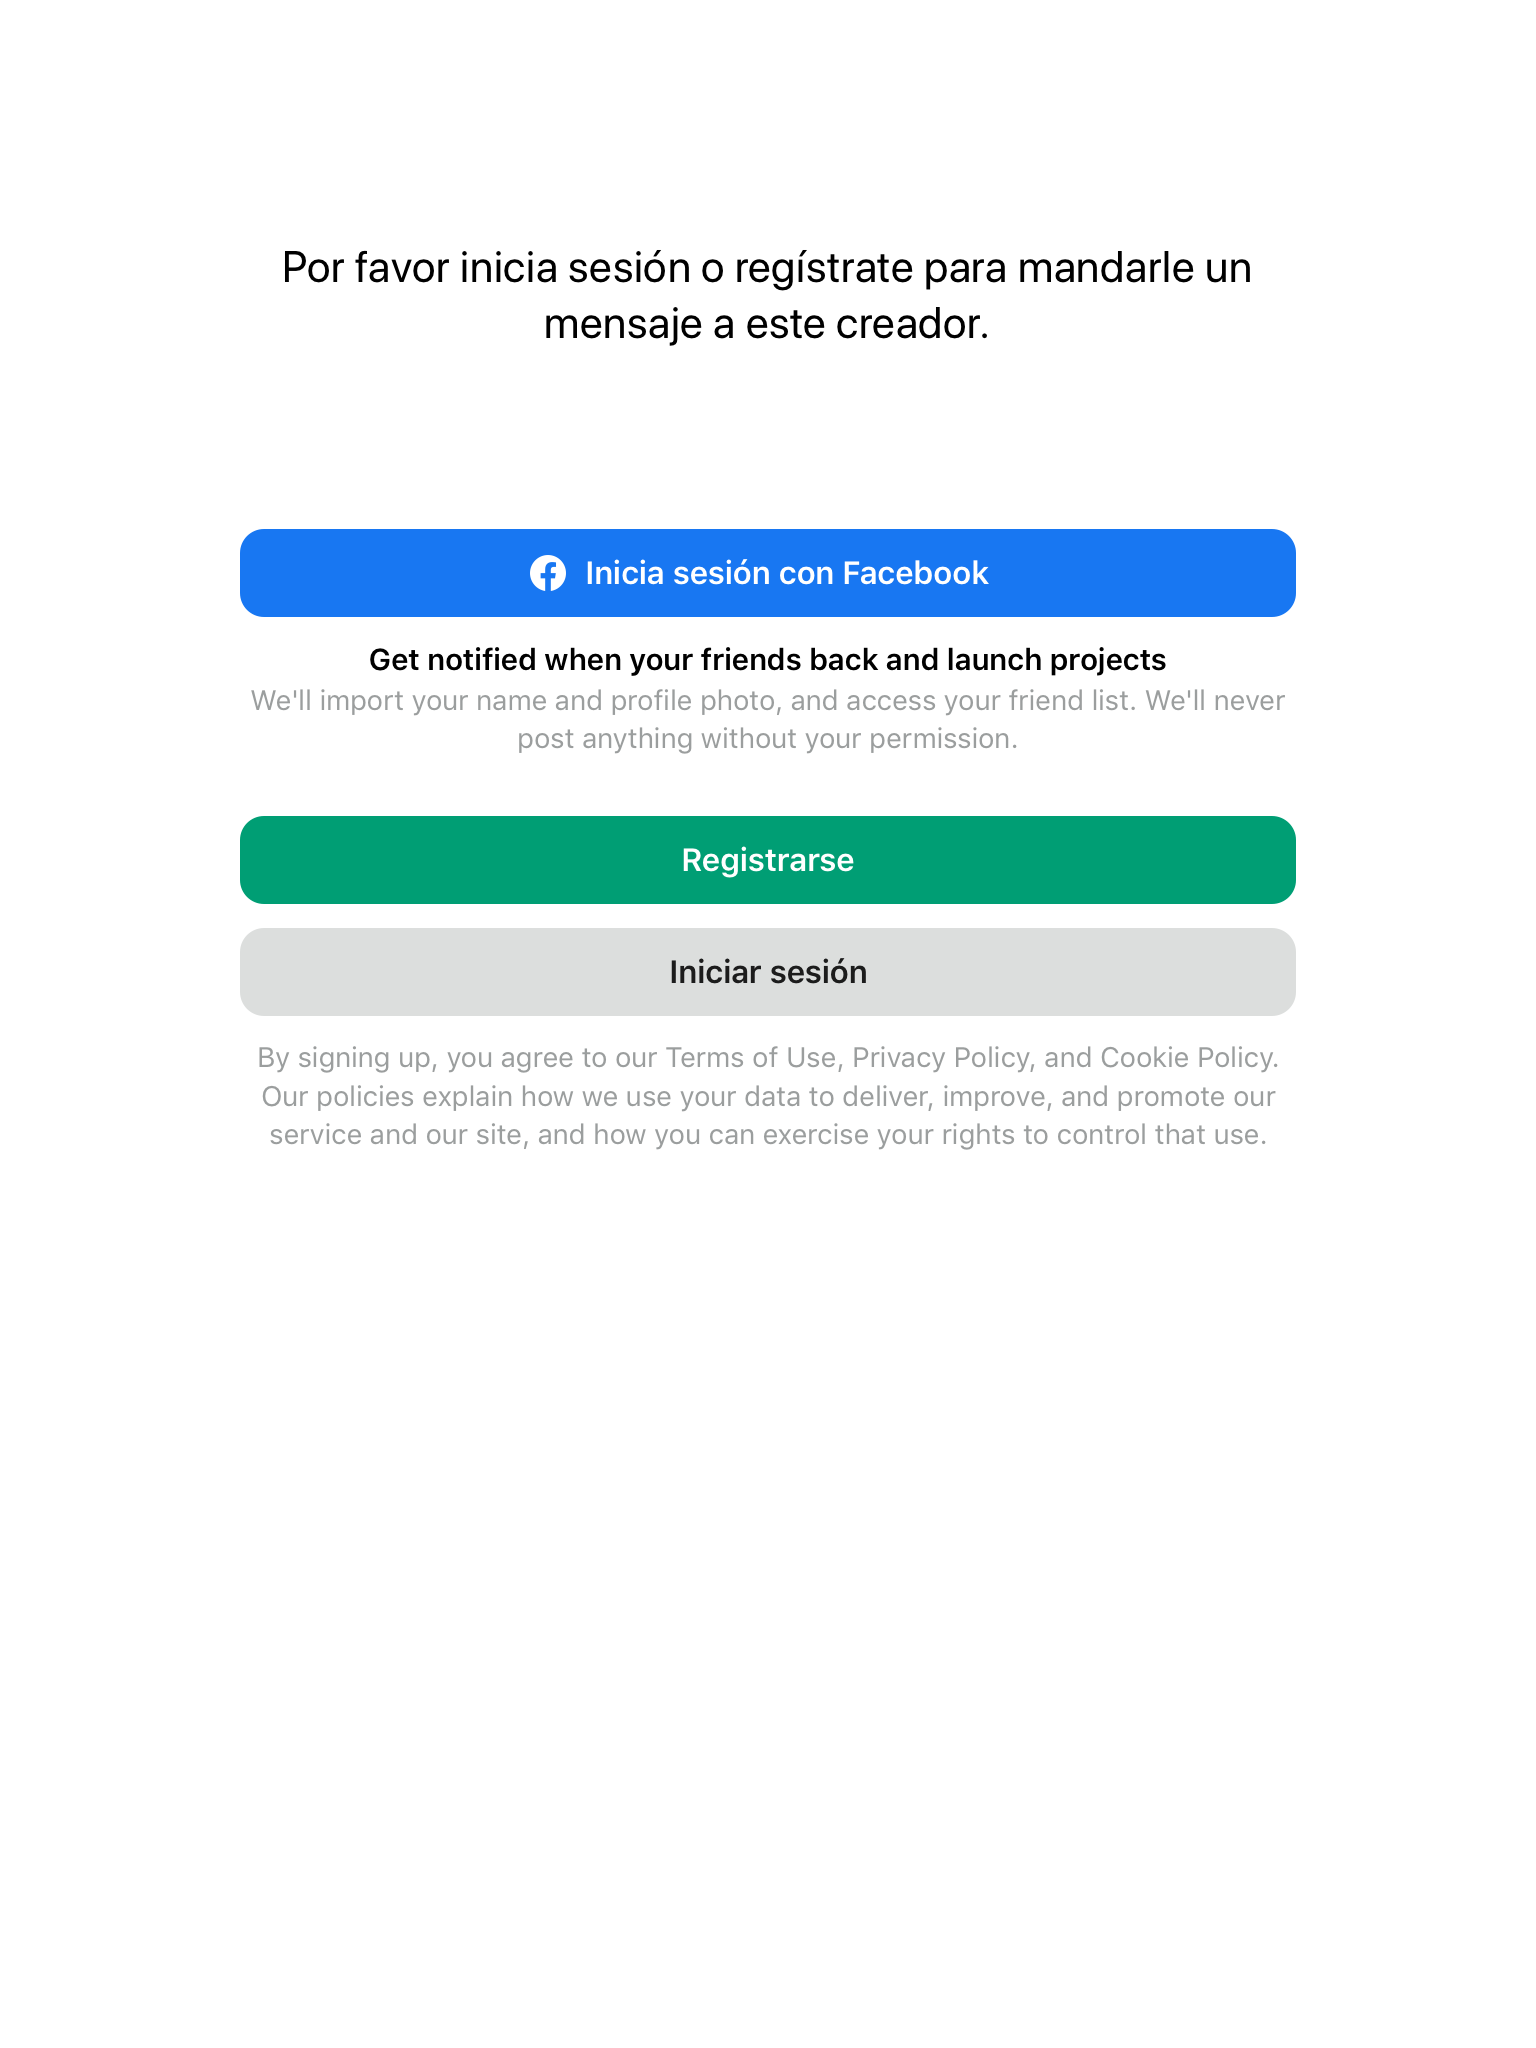 Por favor inicia sesión o regístrate para mandarle un
mensaje a este creador.
Inicia sesión con Facebook
Get notified when your friends back and launch projects
We'll import your name and profile photo, and access your friend list. We'll never
post anything without your permission.
Registrarse
Iniciar sesión
By signing up, you agree to our Terms of Use, Privacy Policy, and Cookie Policy.
Our policies explain how we use your data to deliver, improve, and promote our
service and our site, and how you can exercise your rights to control that use.